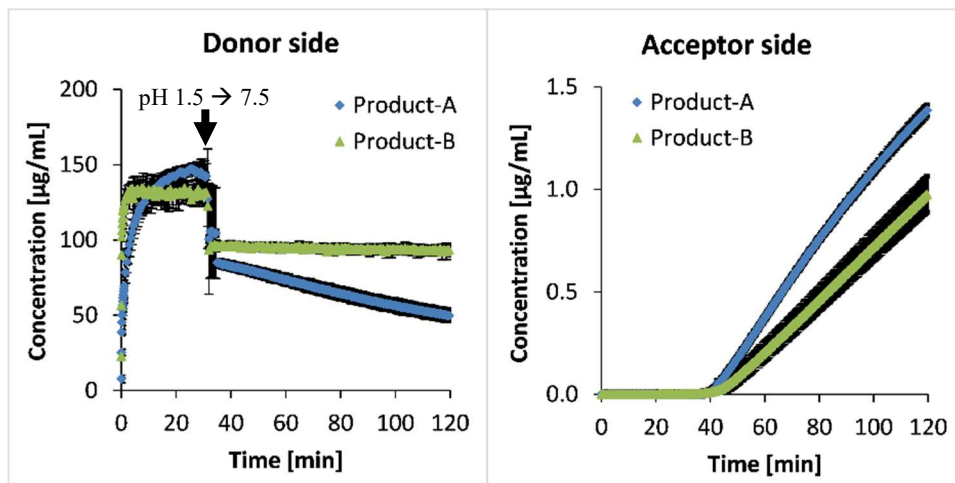 Donor side
pH 1.5 → 7.5
Product-A
Product-B
Concentration [µg/mL]
200
150
100
50
0
0 20 40 60 80 100 120
Time [min]
Acceptor side
Product-A
Product-B
Concentration [µg/mL]
1.5
1.0
0.5
0.0
0 20 40 60 80 100 120
Time [min]